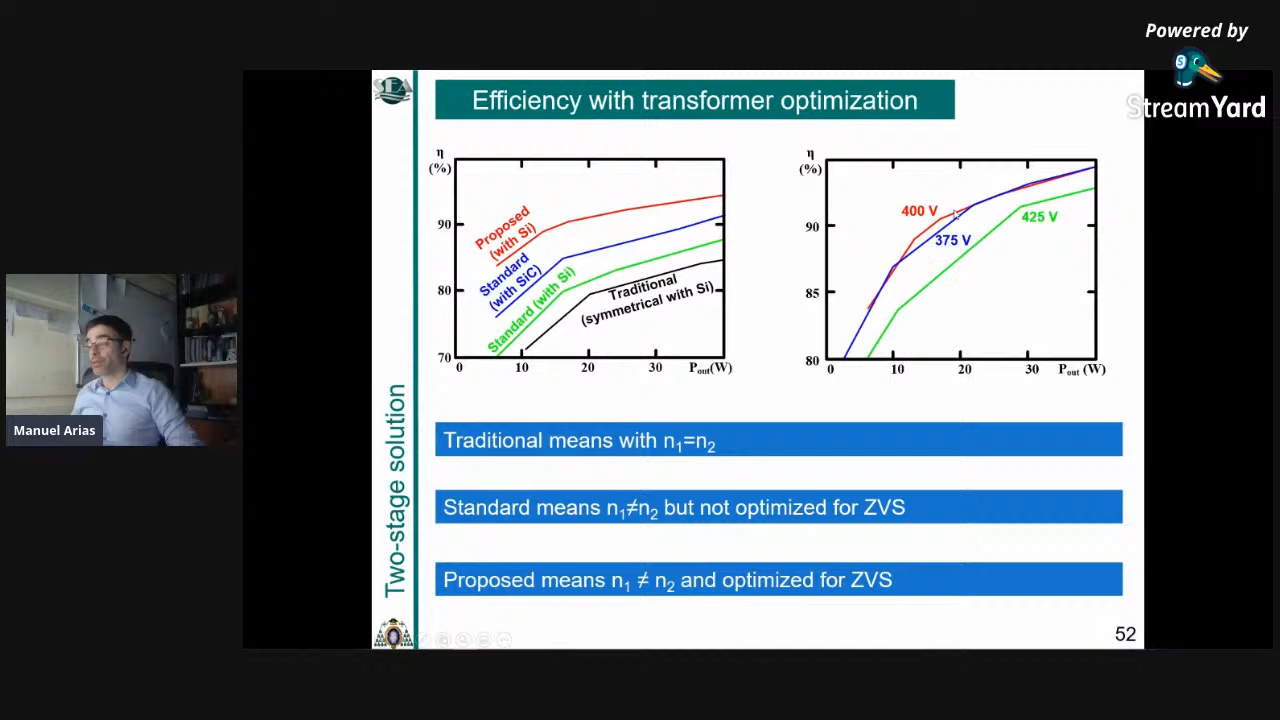 Powered by
StreamYard
SEA
Efficiency with transformer optimization
η
(%)
90
80
70
0
10
20
30
Pout(W)
Proposed
(with Si)
Standard
(with SiC)
Standard (with Si)
Traditional
(symmetrical with Si)
η
(%)
90
85
80
0
10
20
30
Pout (W)
400 V
375 V
425 V
Manuel Arias
Two-stage solution
Traditional means with n1=n2
Standard means n1≠n2 but not optimized for ZVS
Proposed means n1 ≠ n2 and optimized for ZVS
52